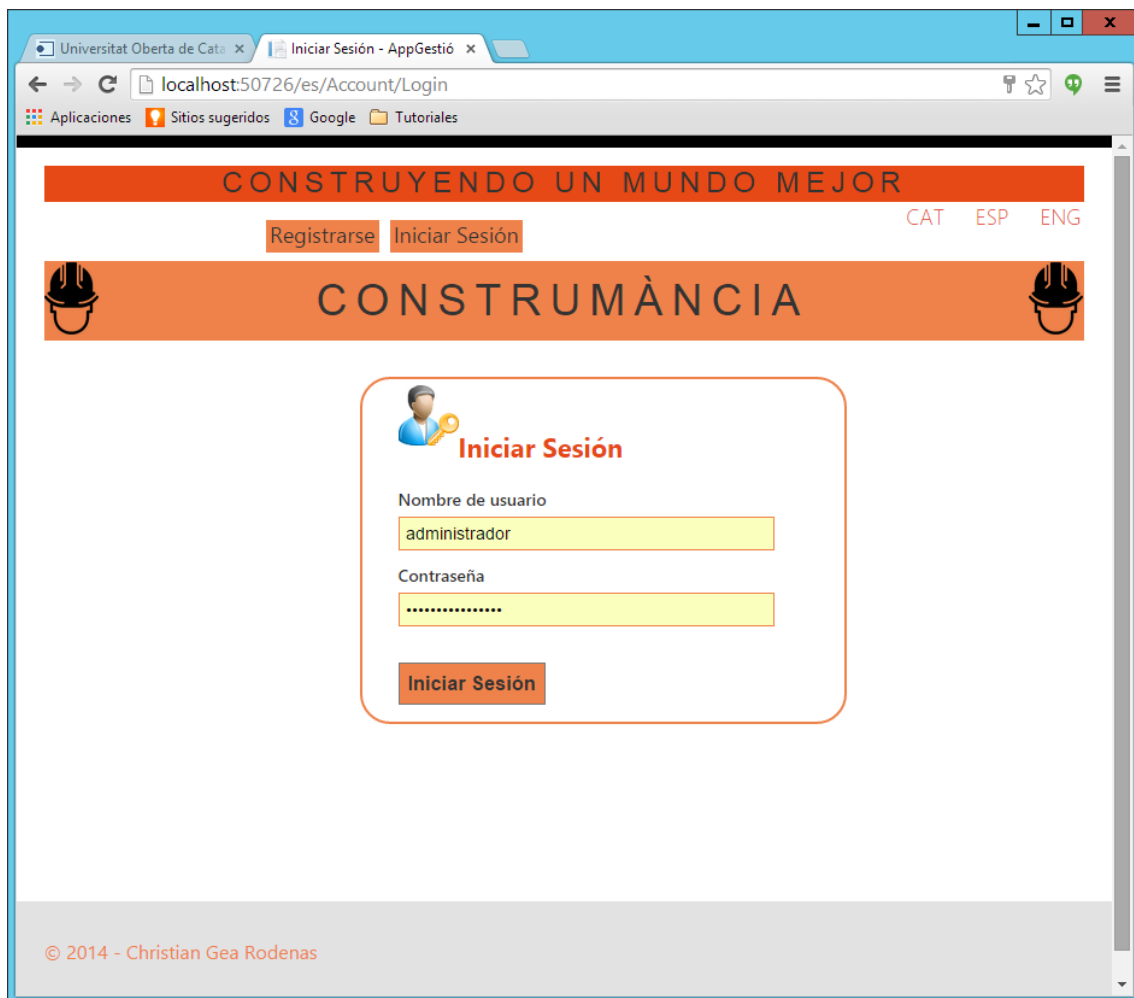 Universitat Oberta de Cata
Iniciar Sesión - AppGestió
localhost:50726/es/Account/Login
Aplicaciones Sitios sugeridos Google Tutoriales
CONSTRUYENDO UN MUNDO MEJOR
CAT ESP ENG
Registrarse Iniciar Sesión
CONSTRUMÀNCIA
Iniciar Sesión
Nombre de usuario
administrador
Contraseña
••••••••••••••••
Iniciar Sesión
© 2014 - Christian Gea Rodenas